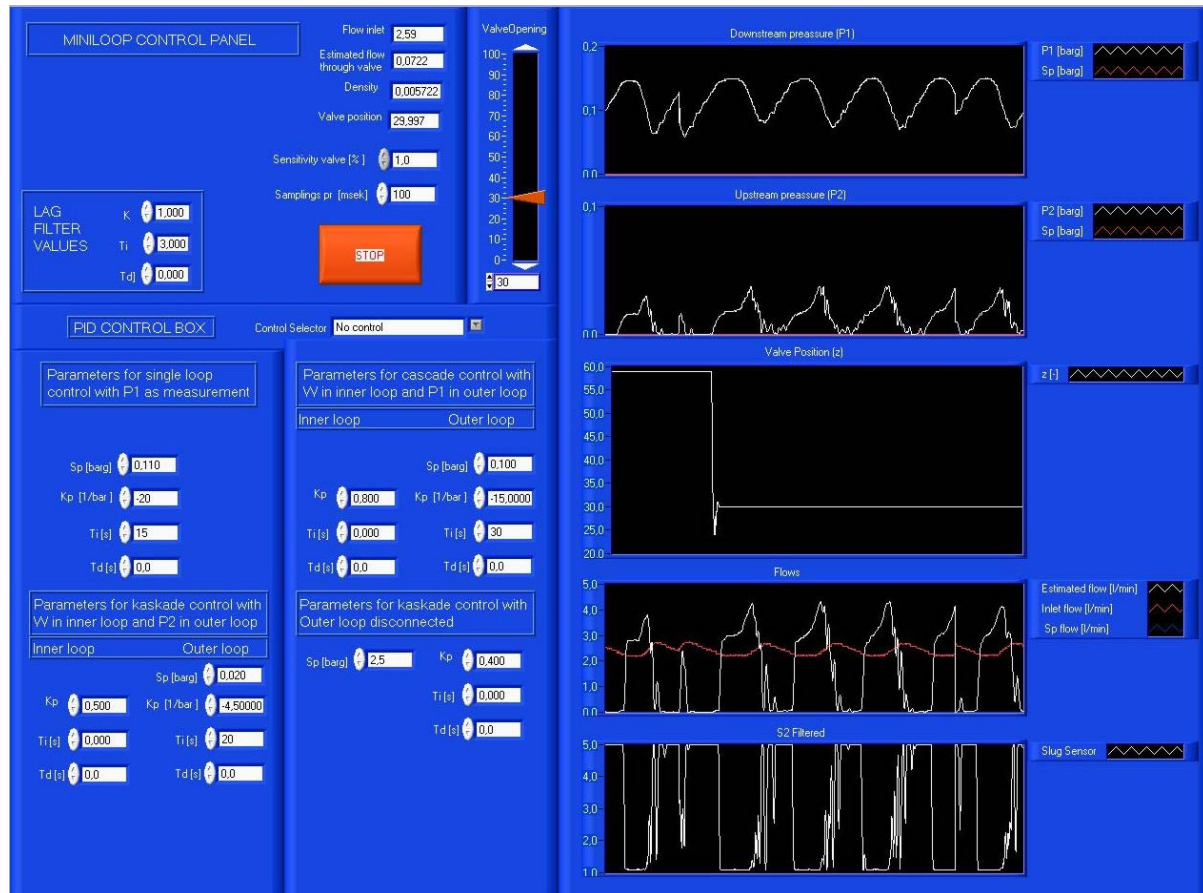 MINILOOP CONTROL PANEL
Flow inlet 2,59
Estimated flow
through valve 0,0722
Density 0,005722
Valve position 29,997
Sensitivity valve [% ] 1,0
Samplings pr [msek] 100
LAG
FILTER
VALUES
K 1,000
Ti 3,000
Td] 0,000
STOP
ValveOpening
100
90
80
70
60
50
40
30
20
10
0
30
PID CONTROL BOX
Control Selector No control
Parameters for single loop
control with P1 as measurement
Sp [barg] 0,110
Kp [1/bar] -20
Ti [s] 15
Td [s] 0,0
Parameters for cascade control with
W in inner loop and P1 in outer loop
Inner loop Outer loop
Sp [barg] 0,100
Kp 0,800 Kp [1/bar ] -15,0000
Ti [s] 0,000 Ti [s] 30
Td [s] 0,0 Td [s] 0,0
Parameters for kaskade control with
W in inner loop and P2 in outer loop
Inner loop Outer loop
Sp [barg] 0,020
Kp 0,500 Kp [1/bar ] -4,50000
Ti [s] 0,000 Ti [s] 20
Td [s] 0,0 Td [s] 0,0
Parameters for kaskade control with
Outer loop disconnected
Sp [barg] 2,5 Kp 0,400
Ti [s] 0,000
Td [s] 0,0
Downstream preassure (P1)
0,2
0,1
0,0
P1 [barg]
Sp [barg]
Upstream preassure (P2)
0,1
0,0
P2 [barg]
Sp [barg]
Valve Position (z)
60,0
55,0
50,0
45,0
40,0
35,0
30,0
25,0
20,0
z [-]
Flows
5,0
4,0
3,0
2,0
1,0
0,0
Estimated flow [l/min]
Inlet flow [l/min]
Sp flow [l/min]
S2 Filtered
5,0
4,0
3,0
2,0
1,0
Slug Sensor